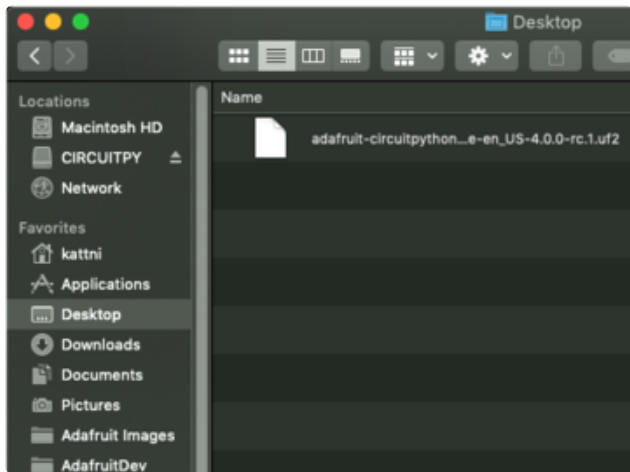 Desktop
Locations
Macintosh HD
CIRCUITPY
Network
Favorites
kattni
Applications
Desktop
Downloads
Documents
Pictures
Adafruit Images
AdafruitDev
Name
adafruit-circuitpython...e-en_US-4.0.0-rc.1.uf2